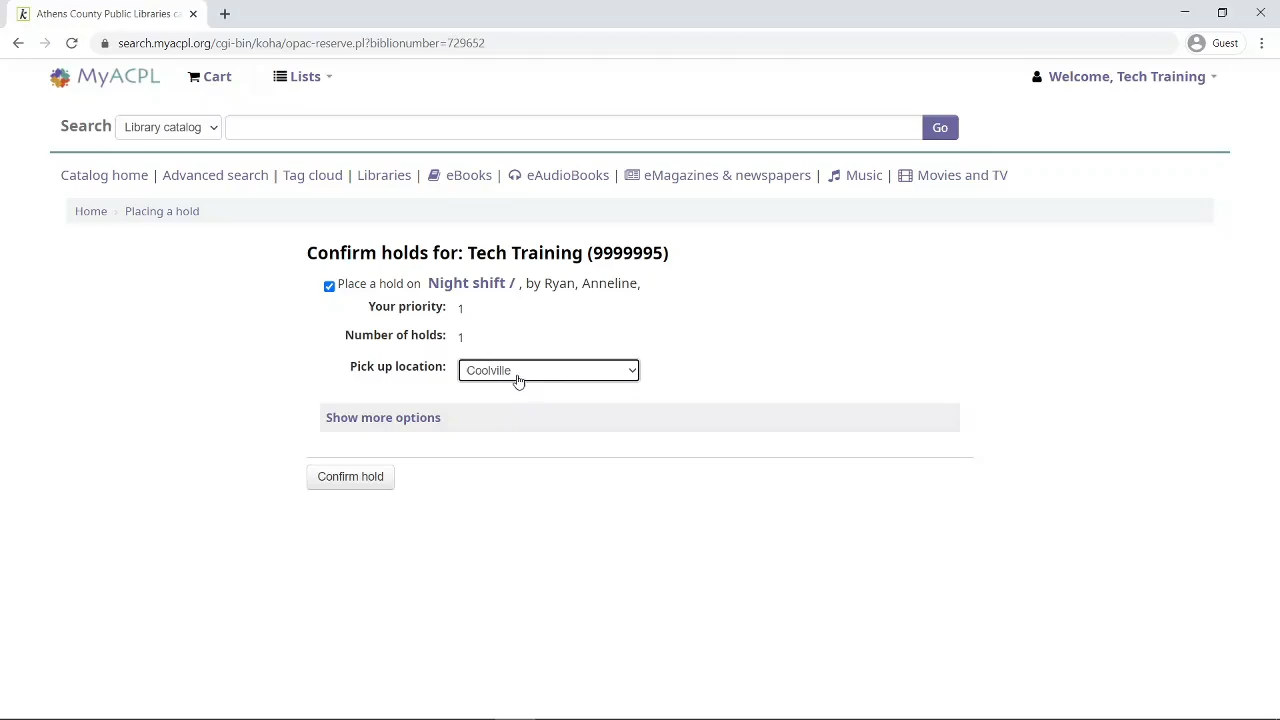 Athens County Public Libraries ca
search.myacpl.org/cgi-bin/koha/opac-reserve.pl?biblionumber=729652
Guest
MyACPL
Cart
Lists
Welcome, Tech Training
Search
Library catalog
Go
Catalog home | Advanced search | Tag cloud | Libraries | eBooks | eAudioBooks | eMagazines & newspapers | Music | Movies and TV
Home › Placing a hold
Confirm holds for: Tech Training (9999995)
Place a hold on Night shift / , by Ryan, Anneline,
Your priority: 1
Number of holds: 1
Pick up location: Coolville
Show more options
Confirm hold